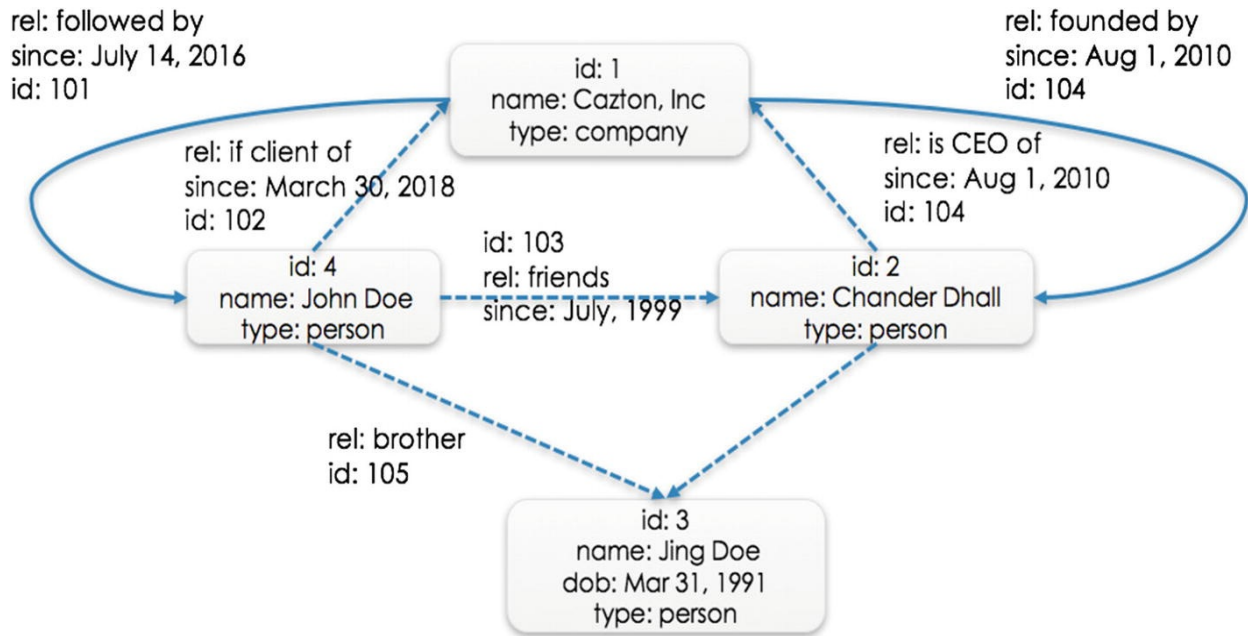 rel: followed by
since: July 14, 2016
id: 101
id: 1
name: Cazton, Inc
type: company
rel: founded by
since: Aug 1, 2010
id: 104
rel: if client of
since: March 30, 2018
id: 102
rel: is CEO of
since: Aug 1, 2010
id: 104
id: 4
name: John Doe
type: person
id: 103
rel: friends
since: July, 1999
id: 2
name: Chander Dhall
type: person
rel: brother
id: 105
id: 3
name: Jing Doe
dob: Mar 31, 1991
type: person